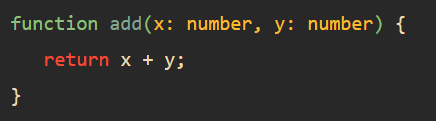 function add(x: number, y: number) {
return x + y;
}